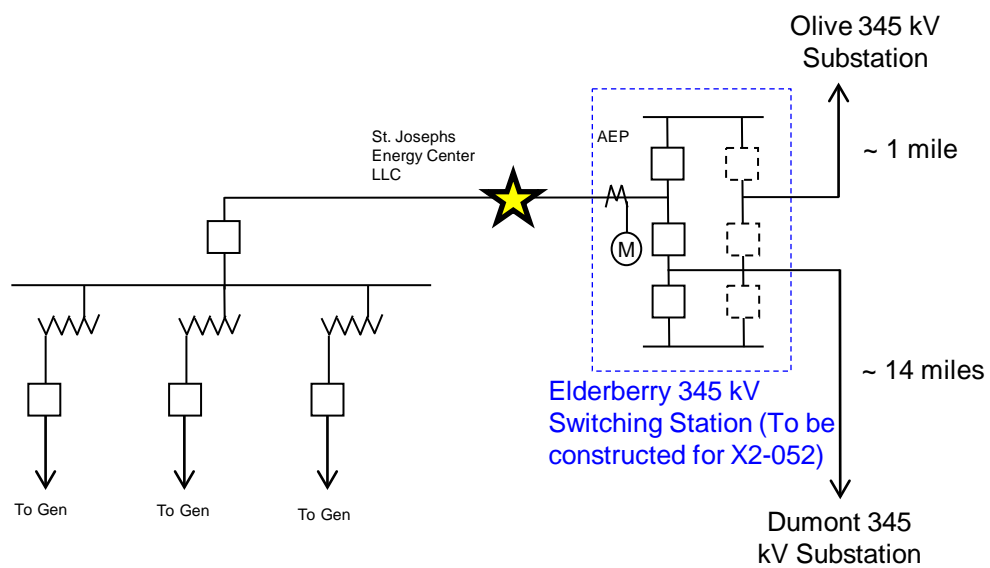 Olive 345 kV
Substation
St. Josephs
Energy Center
LLC
AEP
~ 1 mile
M
~ 14 miles
Elderberry 345 kV
Switching Station (To be
constructed for X2-052)
To Gen
To Gen
To Gen
Dumont 345
kV Substation